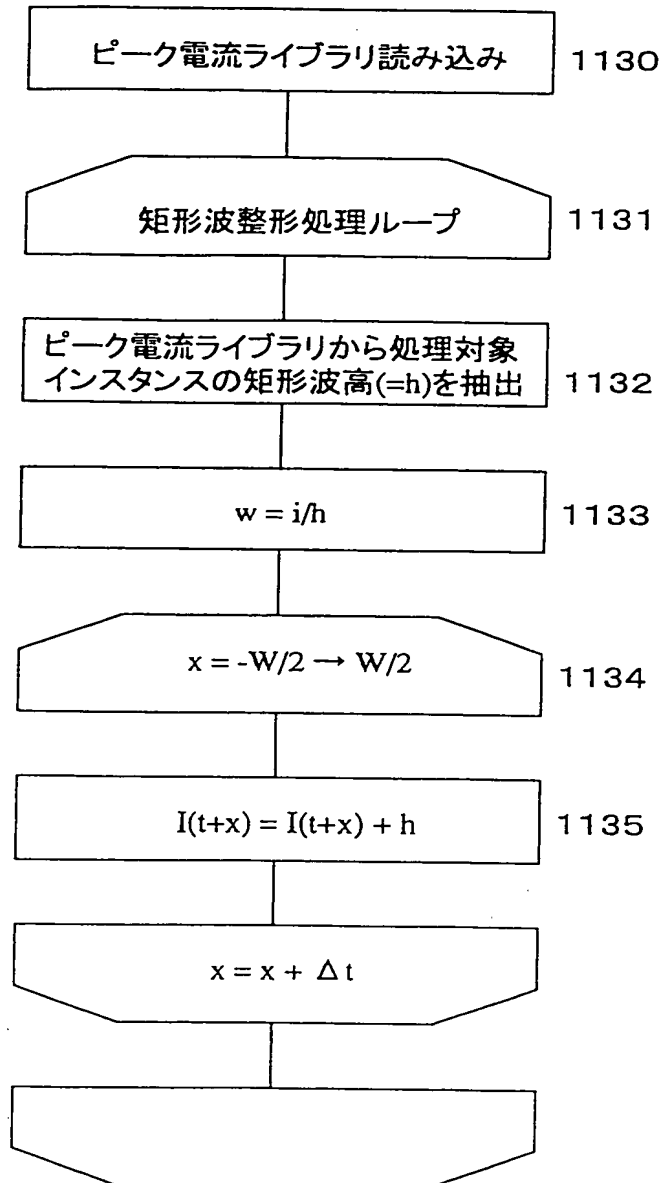 ピーク電流ライブラリ読み込み 1130
矩形波整形処理ループ 1131
ピーク電流ライブラリから処理対象
インスタンスの矩形波高(=h)を抽出 1132
w = i/h 1133
x = -W/2 → W/2 1134
I(t+x) = I(t+x) + h 1135
x = x + Δt